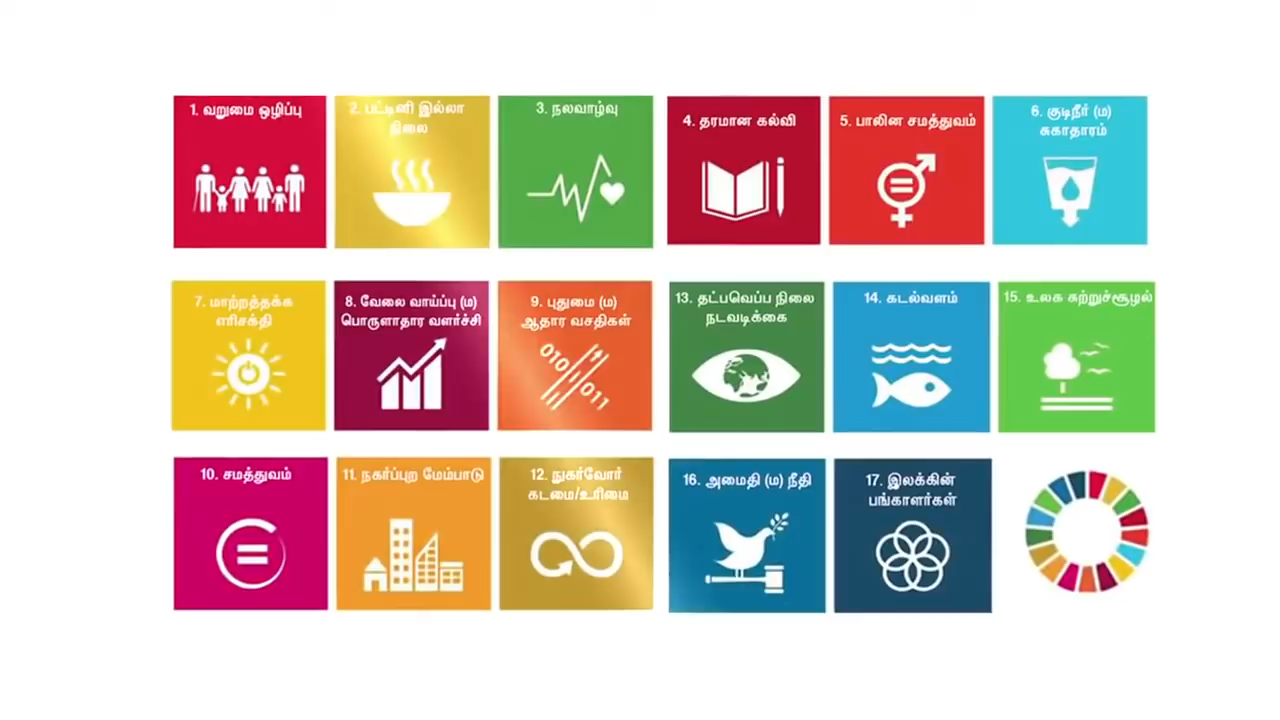 1. வறுமை ஒழிப்பு
2. பட்டினி இல்லா
நிலை
3. நலவாழ்வு
4. தரமான கல்வி
5. பாலின சமத்துவம்
6. குடிநீர் (ம)
சுகாதாரம்
7. மாற்றத்தக்க
எரிசக்தி
8. வேலை வாய்ப்பு (ம)
பொருளாதார வளர்ச்சி
9. புதுமை (ம)
ஆதார வசதிகள்
010
011
13. தட்பவெப்ப நிலை
நடவடிக்கை
14. கடல்வளம்
15. உலக சுற்றுச்சூழல்
10. சமத்துவம்
11. நகர்ப்புற மேம்பாடு
12. நுகர்வோர்
கடமை/உரிமை
16. அமைதி (ம) நீதி
17. இலக்கின்
பங்காளர்கள்